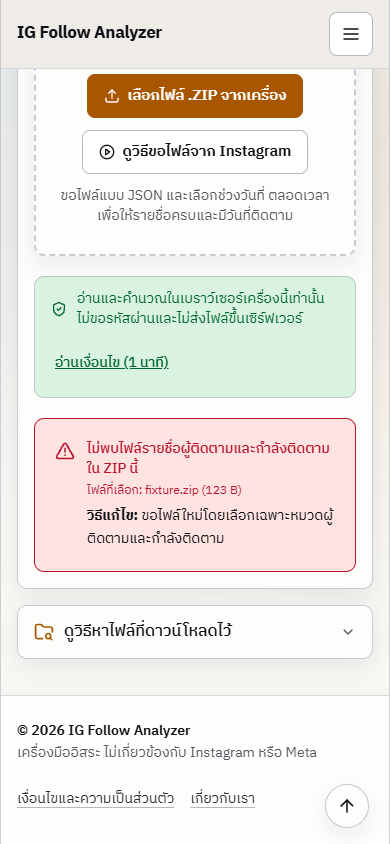 IG Follow Analyzer
เลือกไฟล์ .ZIP จากเครื่อง
ดูวิธีขอไฟล์จาก Instagram
ขอไฟล์แบบ JSON และเลือกช่วงวันที่ ตลอดเวลา
เพื่อให้รายชื่อครบและมีวันที่ติดตาม
อ่านและคำนวณในเบราว์เซอร์เครื่องนี้เท่านั้น
ไม่ขอรหัสผ่านและไม่ส่งไฟล์ขึ้นเซิร์ฟเวอร์
อ่านเงื่อนไข (1 นาที)
ไม่พบไฟล์รายชื่อผู้ติดตามและกำลังติดตาม
ใน ZIP นี้
ไฟล์ที่เลือก: fixture.zip (123 B)
วิธีแก้ไข: ขอไฟล์ใหม่โดยเลือกเฉพาะหมวดผู้
ติดตามและกำลังติดตาม
ดูวิธีหาไฟล์ที่ดาวน์โหลดไว้
© 2026 IG Follow Analyzer
เครื่องมืออิสระ ไม่เกี่ยวข้องกับ Instagram หรือ Meta
เงื่อนไขและความเป็นส่วนตัว เกี่ยวกับเรา